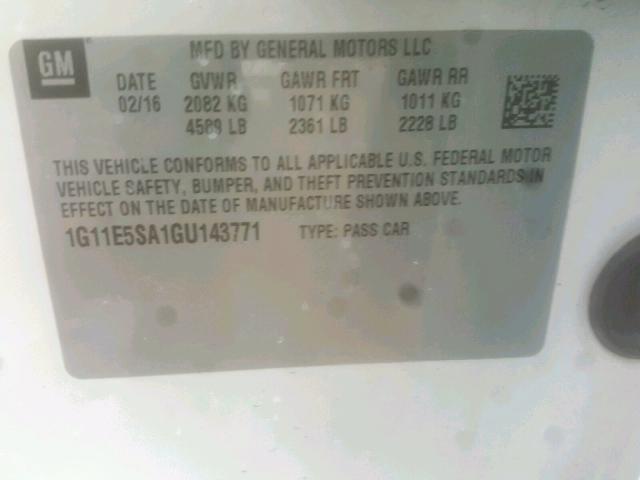 GM
MFD BY GENERAL MOTORS LLC
DATE GVWR GAWR FRT GAWR RR
02/16 2082 KG 1071 KG 1011 KG
4589 LB 2361 LB 2228 LB
THIS VEHICLE CONFORMS TO ALL APPLICABLE U.S. FEDERAL MOTOR
VEHICLE SAFETY, BUMPER, AND THEFT PREVENTION STANDARDS IN
EFFECT ON THE DATE OF MANUFACTURE SHOWN ABOVE.
1G11E5SA1GU143771 TYPE: PASS CAR